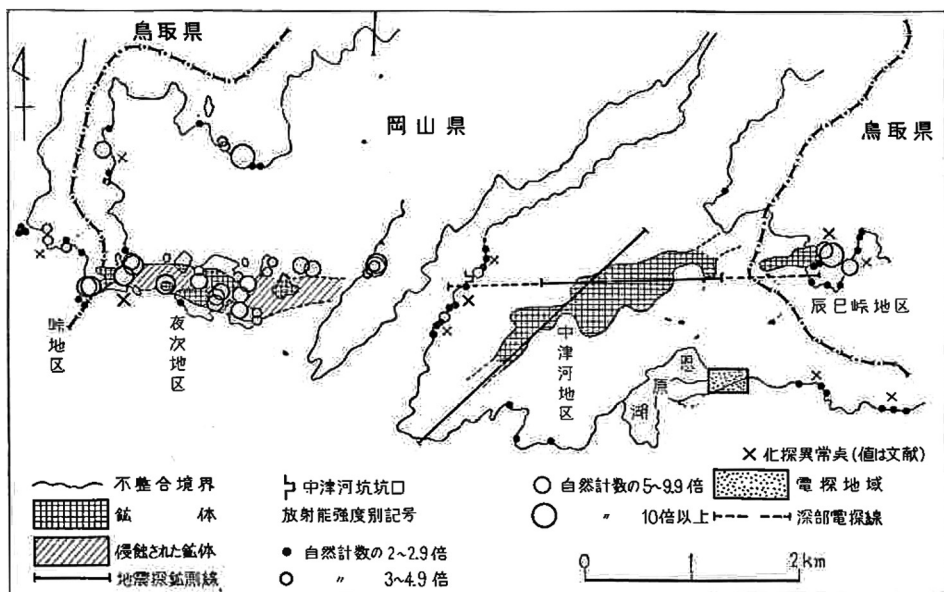 鳥取県
岡山県
鳥取県
峠地区
夜次地区
中津河地区
辰巳峠地区
恩原湖
不整合境界
鉱体
侵蝕された鉱体
地震探鉱測線
中津河坑坑口
放射能強度別記号
自然計数の2~2.9倍
〃 3~4.9倍
自然計数の5~9.9倍
〃 10倍以上
化探異常点(値は文献)
電探地域
深部電探線
0 1 2km